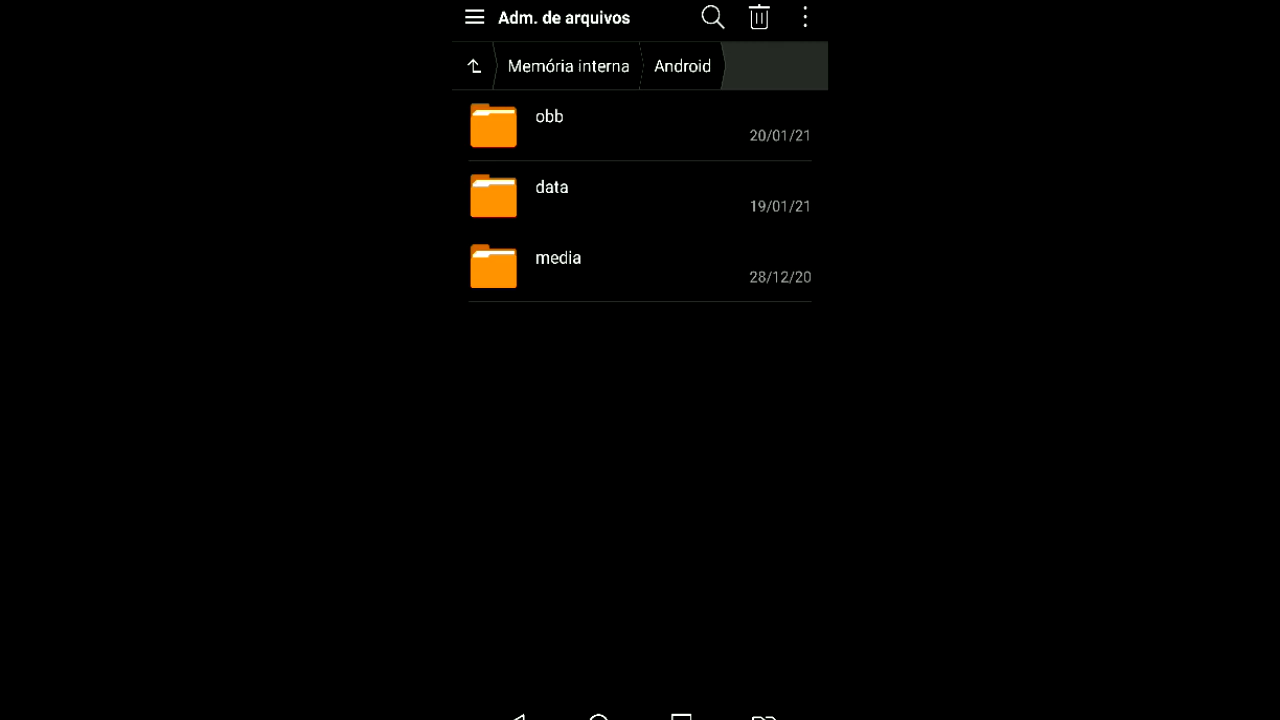 Adm. de arquivos
Memória interna Android
obb
20/01/21
data
19/01/21
media
28/12/20